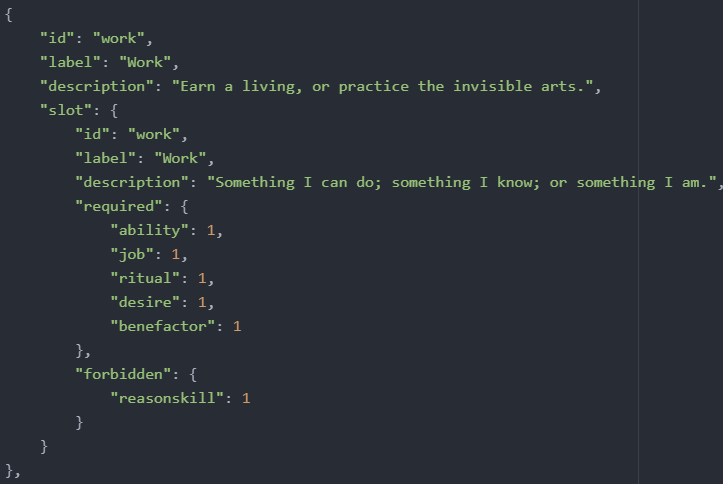 {
    "id": "work",
    "label": "Work",
    "description": "Earn a living, or practice the invisible arts.",
    "slot": {
        "id": "work",
        "label": "Work",
        "description": "Something I can do; something I know; or something I am.",
        "required": {
            "ability": 1,
            "job": 1,
            "ritual": 1,
            "desire": 1,
            "benefactor": 1
        },
        "forbidden": {
            "reasonskill": 1
        }
    }
},